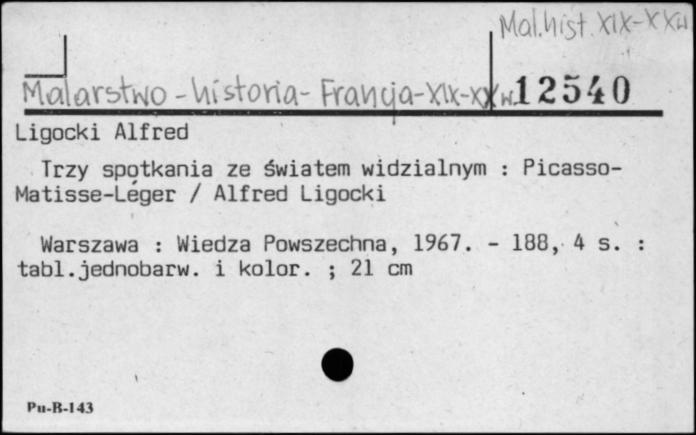 Mal.hist. XIX-XXw
Malarstwo - historia - Francja - XIX-XX w. 12540
Ligocki Alfred
Trzy spotkania ze światem widzialnym : Picasso-
Matisse-Léger / Alfred Ligocki
Warszawa : Wiedza Powszechna, 1967. - 188, 4 s. :
tabl.jednobarw. i kolor. ; 21 cm
Pu-B-143